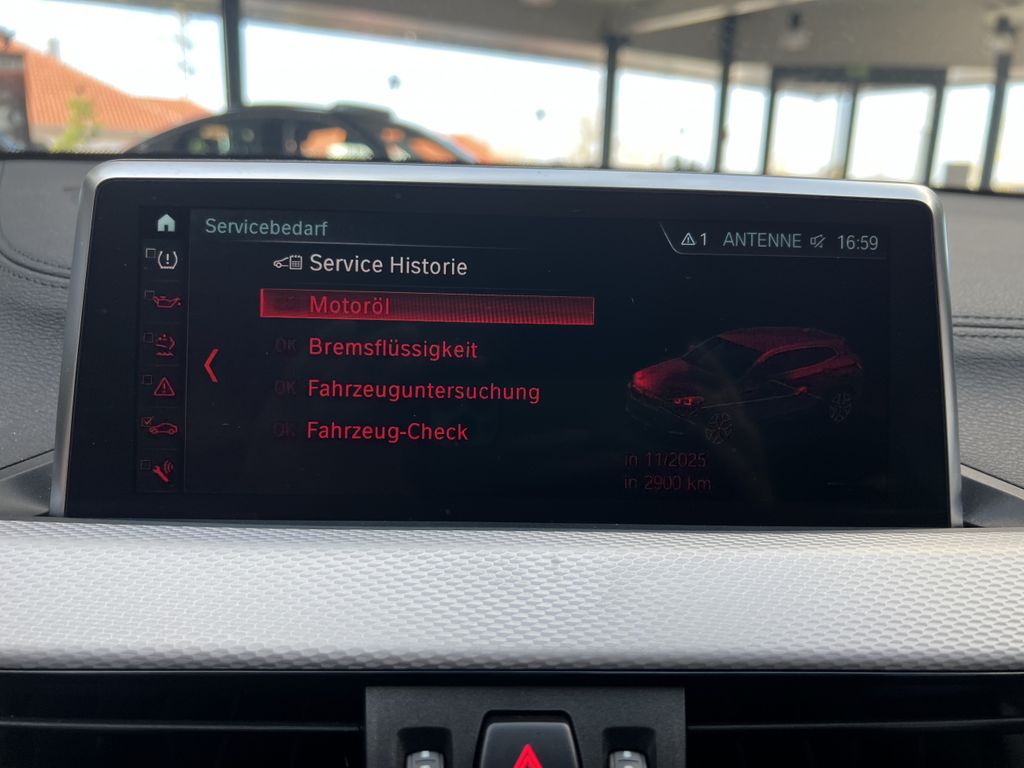 Servicebedarf
1 ANTENNE 16:59
Service Historie
Motoröl
OK Bremsflüssigkeit
OK Fahrzeuguntersuchung
OK Fahrzeug-Check
in 11/2025
in 2900 km